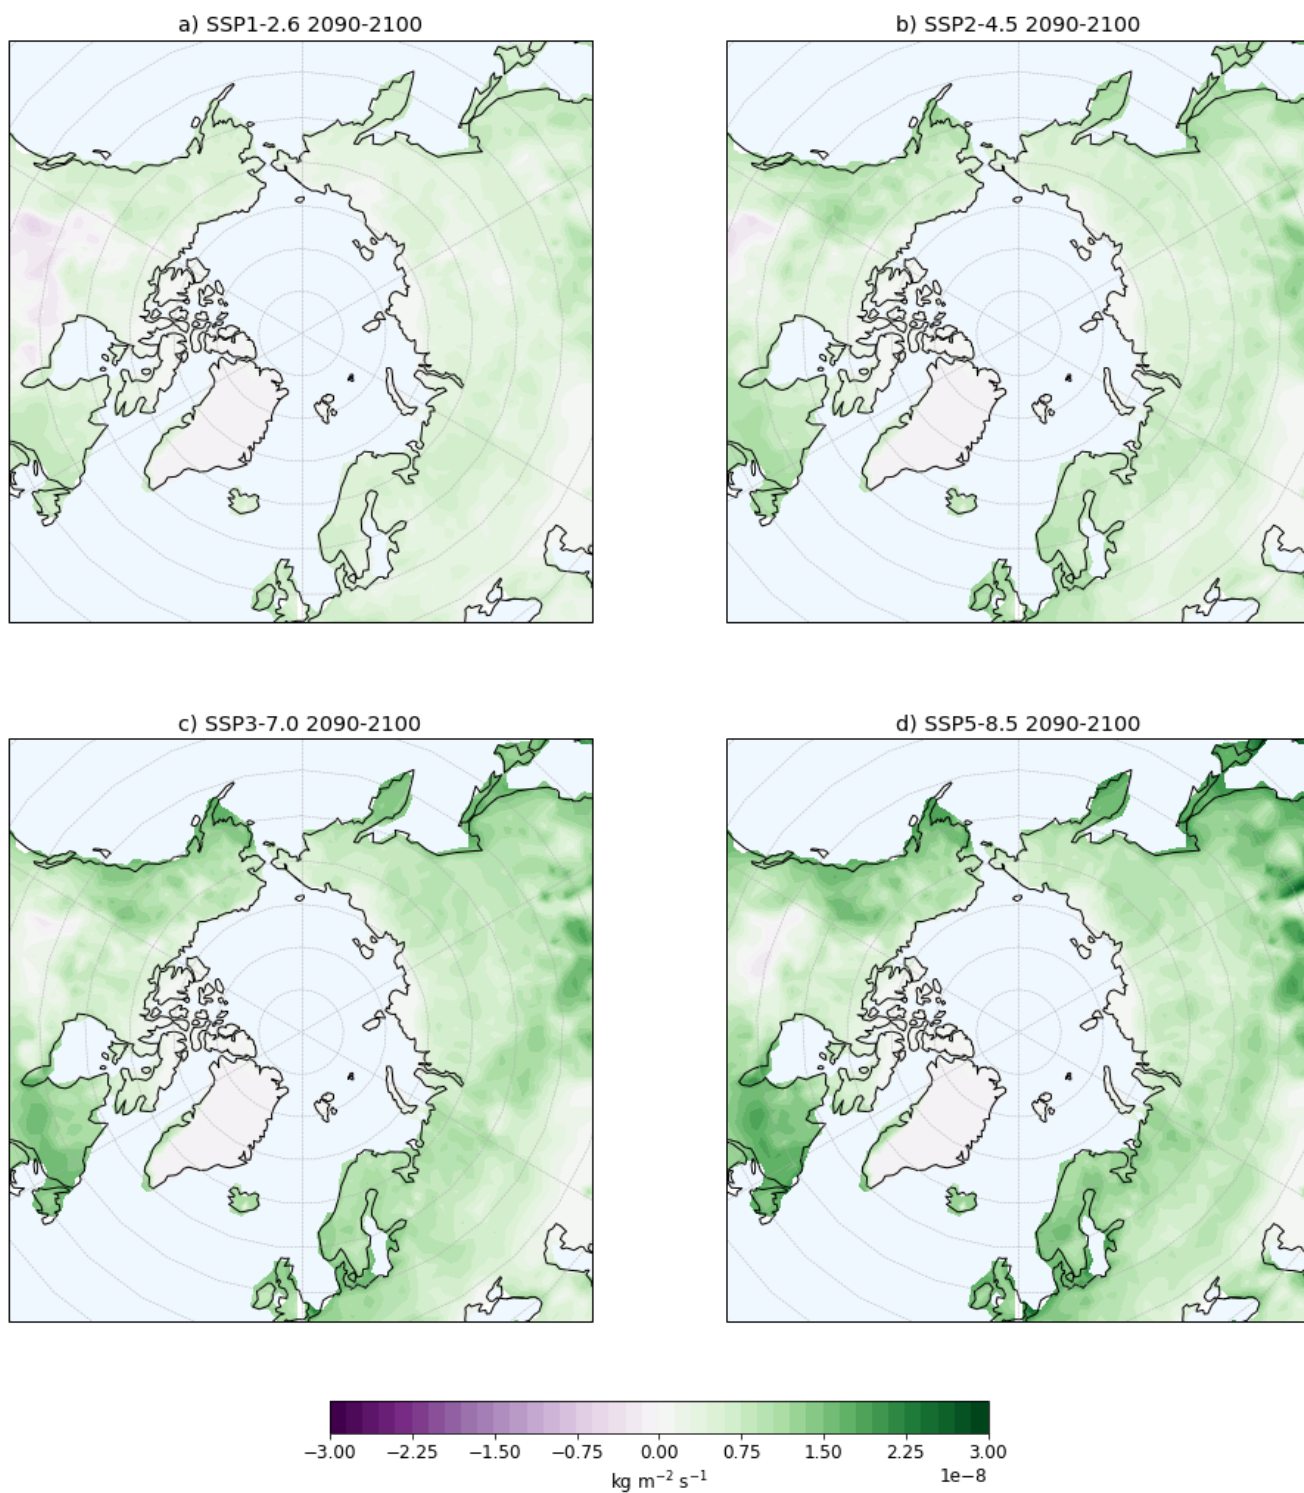 a) SSP1-2.6 2090-2100
b) SSP2-4.5 2090-2100
c) SSP3-7.0 2090-2100
d) SSP5-8.5 2090-2100
−3.00 −2.25 −1.50 −0.75 0.00 0.75 1.50 2.25 3.00
kg m⁻² s⁻¹ 1e−8